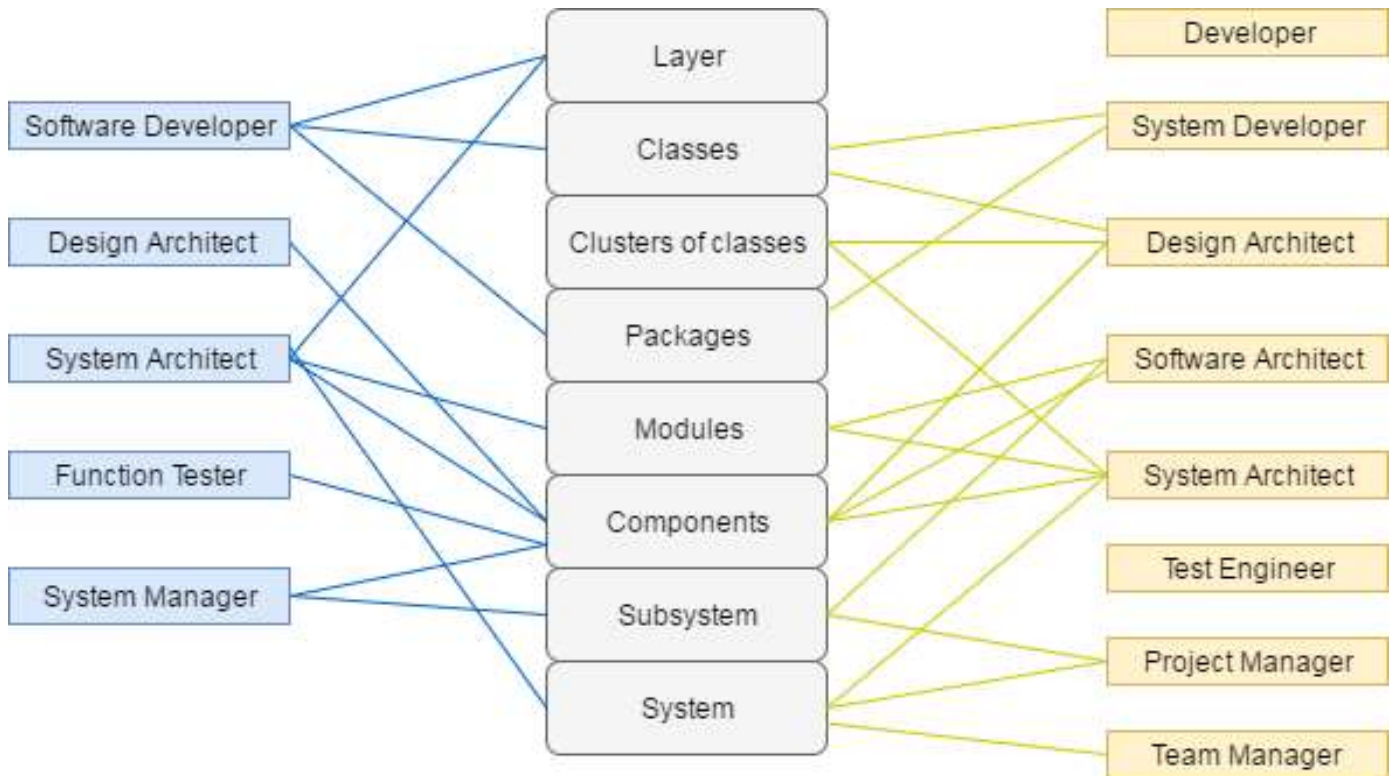 Software Developer
Design Architect
System Architect
Function Tester
System Manager
Layer
Classes
Clusters of classes
Packages
Modules
Components
Subsystem
System
Developer
System Developer
Design Architect
Software Architect
System Architect
Test Engineer
Project Manager
Team Manager